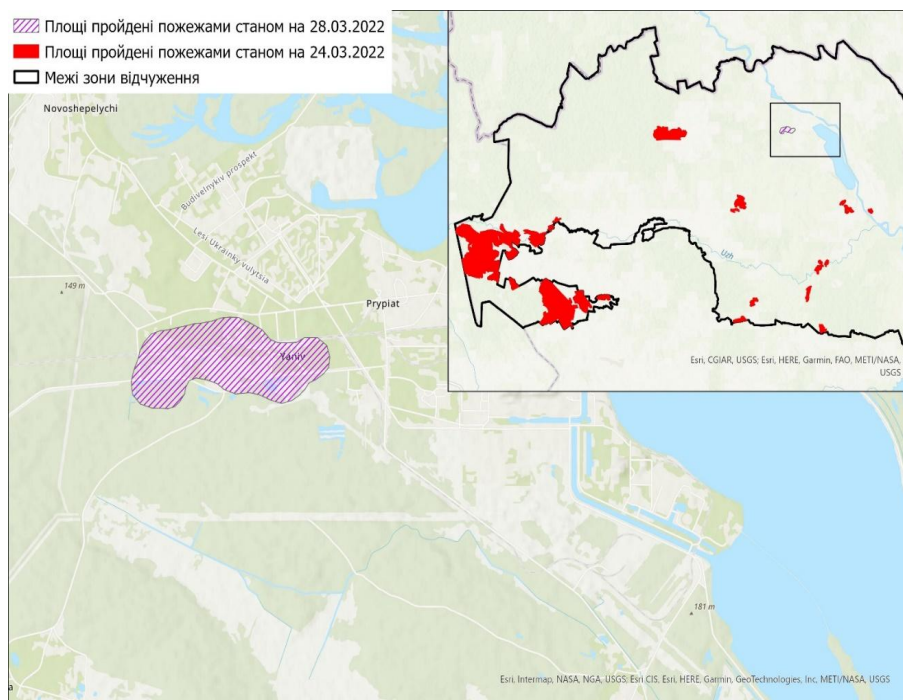 Площі пройдені пожежами станом на 28.03.2022
Площі пройдені пожежами станом на 24.03.2022
Межі зони відчуження
Novoshepelychi
Budivelnykiv prospekt
Lesi Ukrainky vulytsia
149 m
Prypiat
Yaniv
Uzh
Esri, CGIAR, USGS; Esri, HERE, Garmin, FAO, METI/NASA,
USGS
181 m
a
Esri, Intermap, NASA, NGA, USGS; Esri CIS, Esri, HERE, Garmin, GeoTechnologies, Inc, METI/NASA, USGS